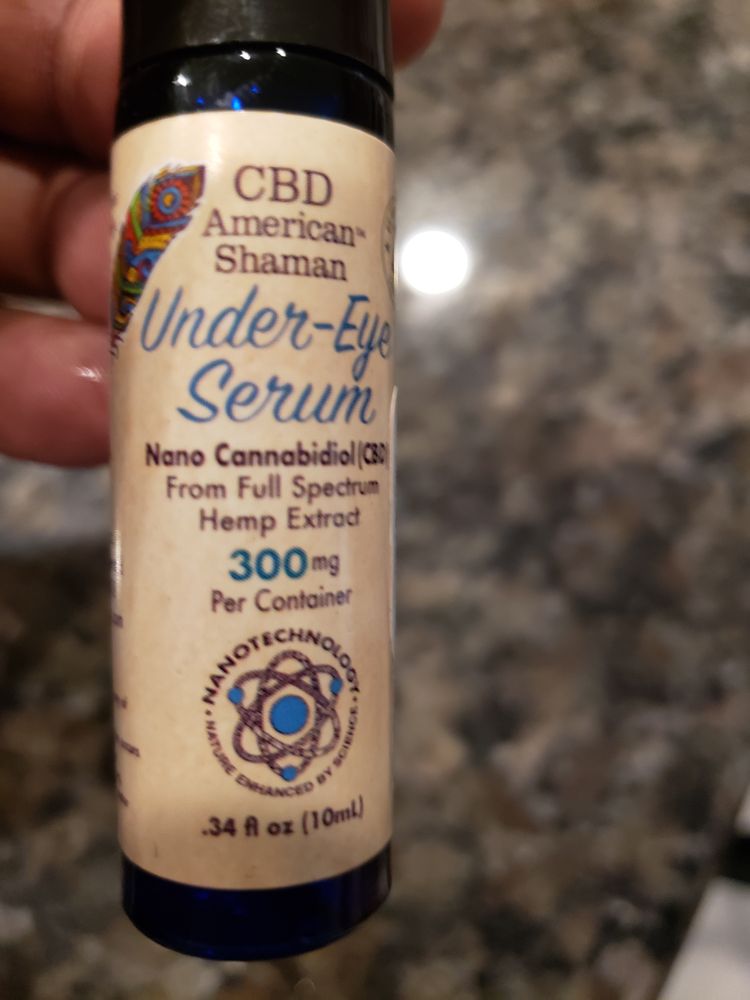 CBD
American™
Shaman
Under-Eye
Serum
Nano Cannabidiol (CBD)
From Full Spectrum
Hemp Extract
300mg
Per Container
• NANOTECHNOLOGY •
NATURE ENHANCED BY SCIENCE
.34 fl oz (10mL)